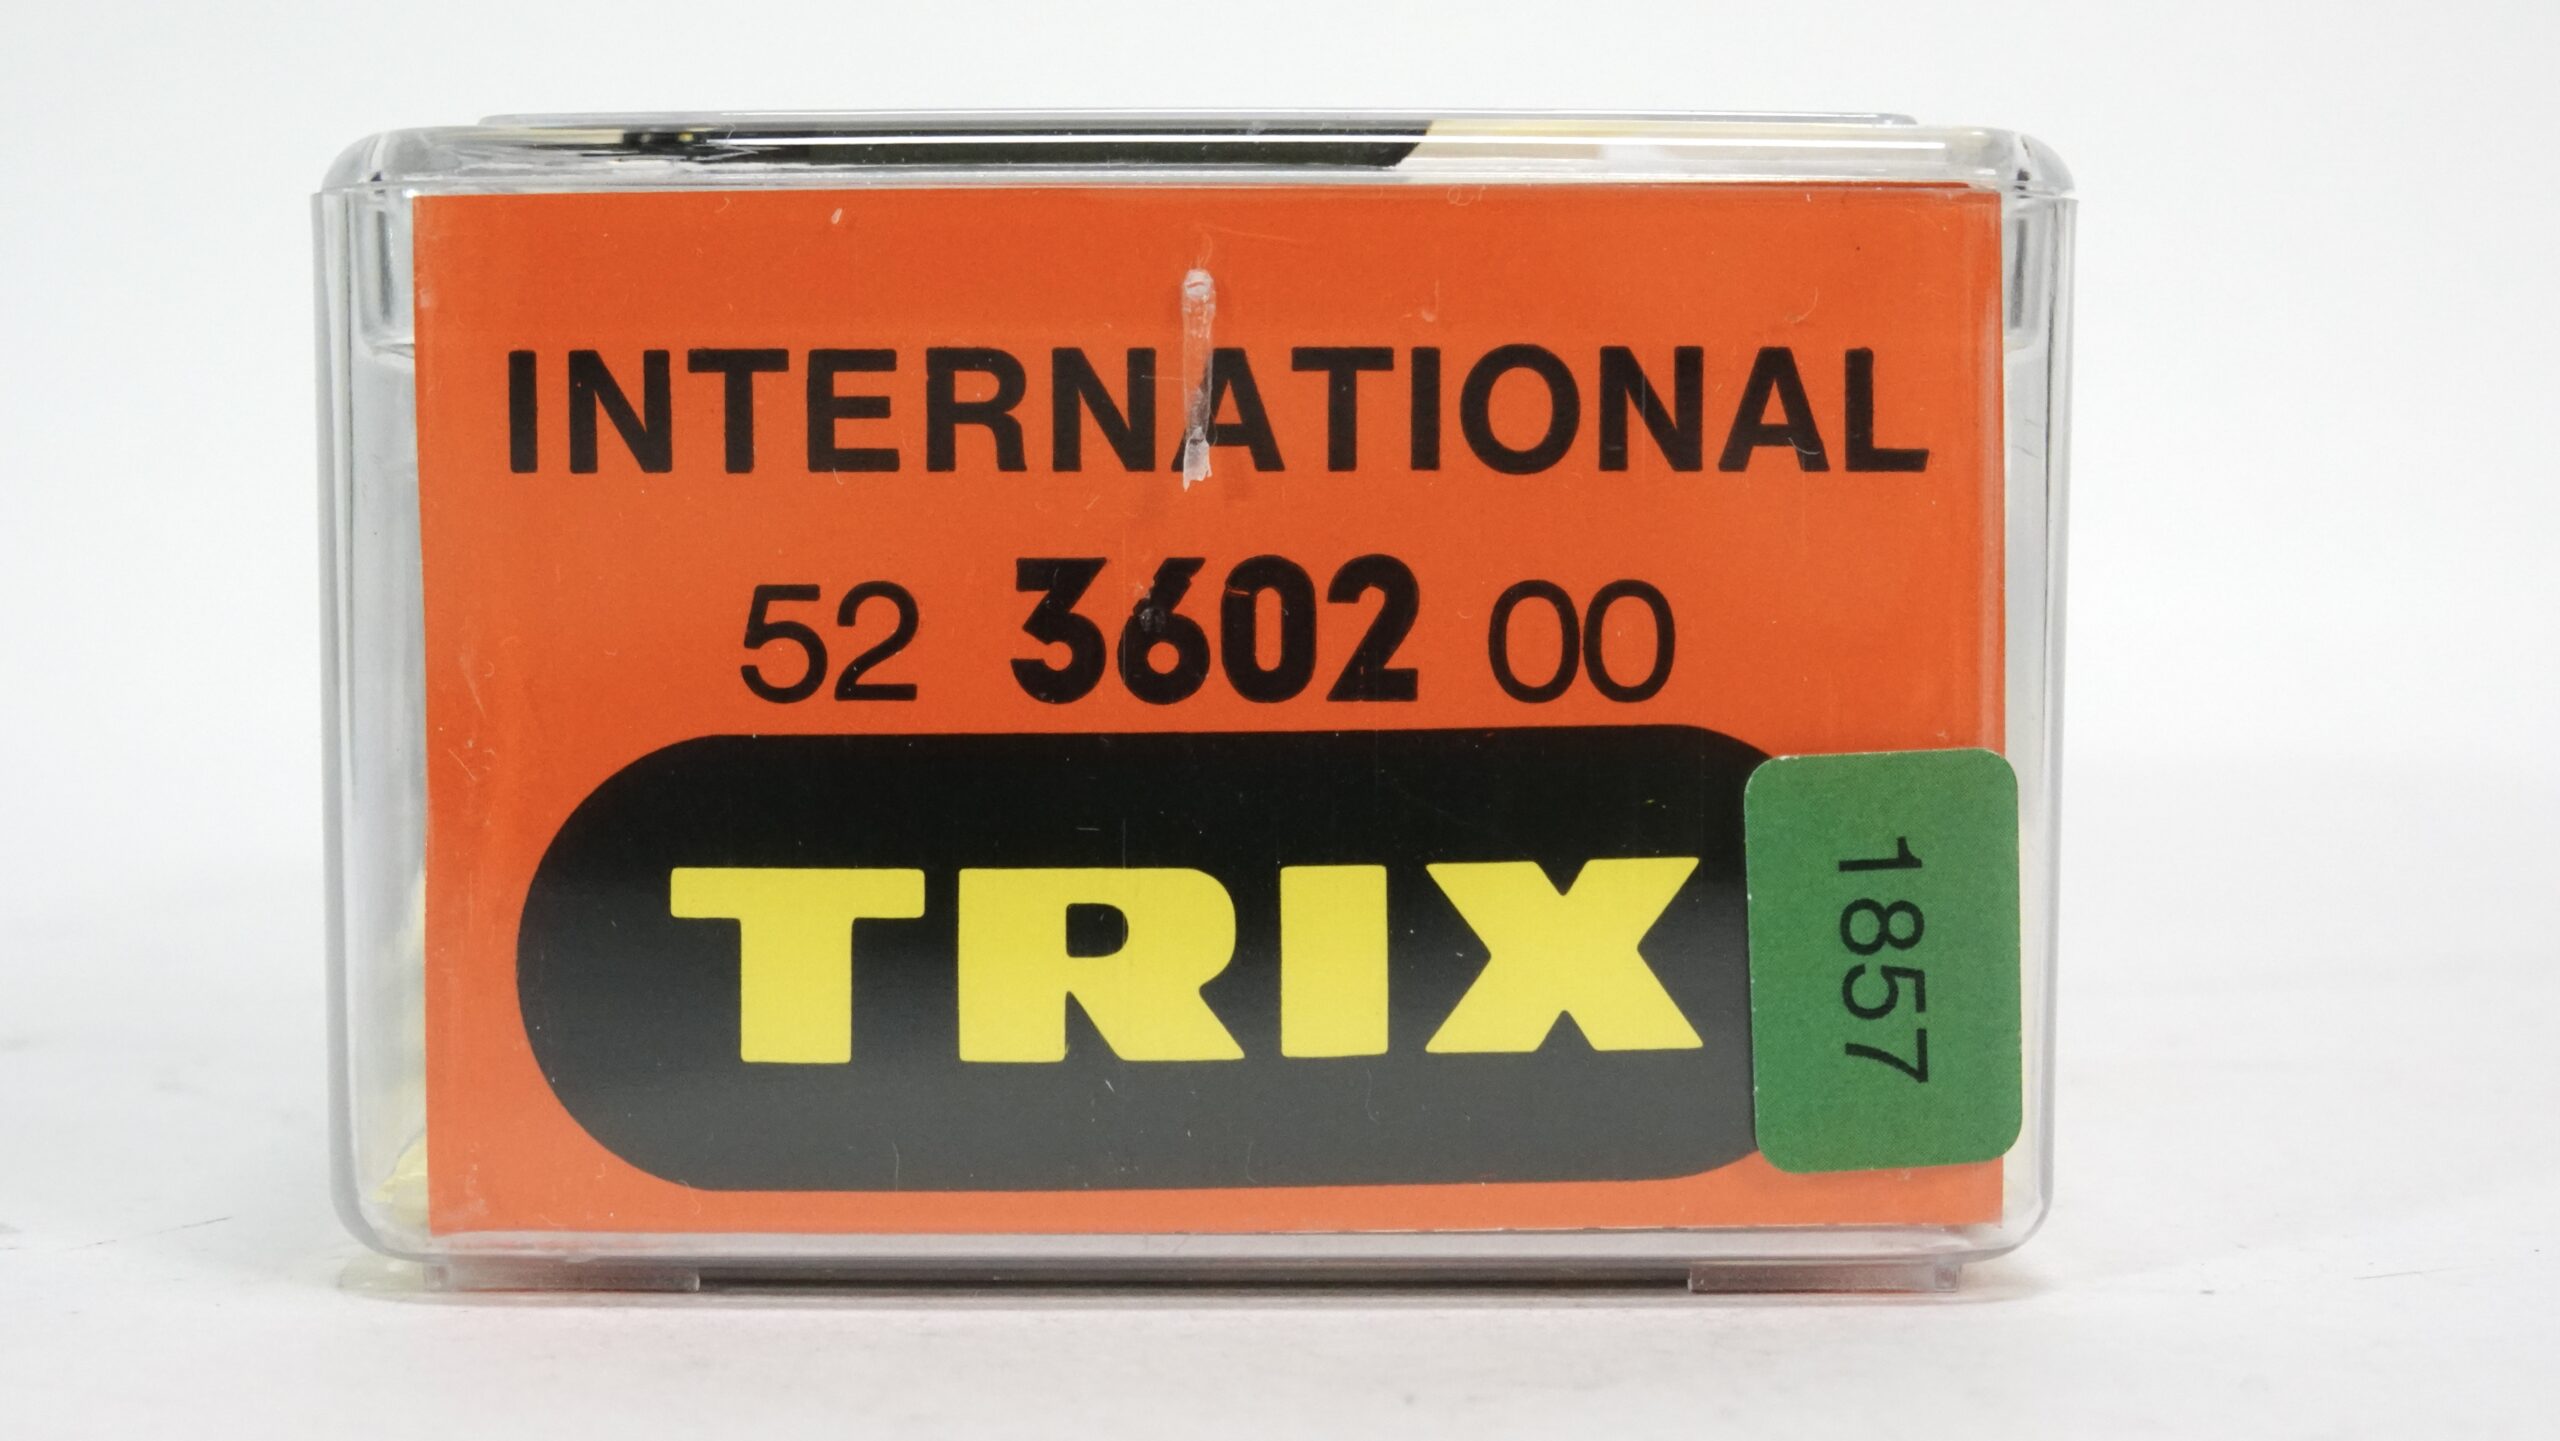 INTERNATIONAL
52 3602 00
TRIX
1857